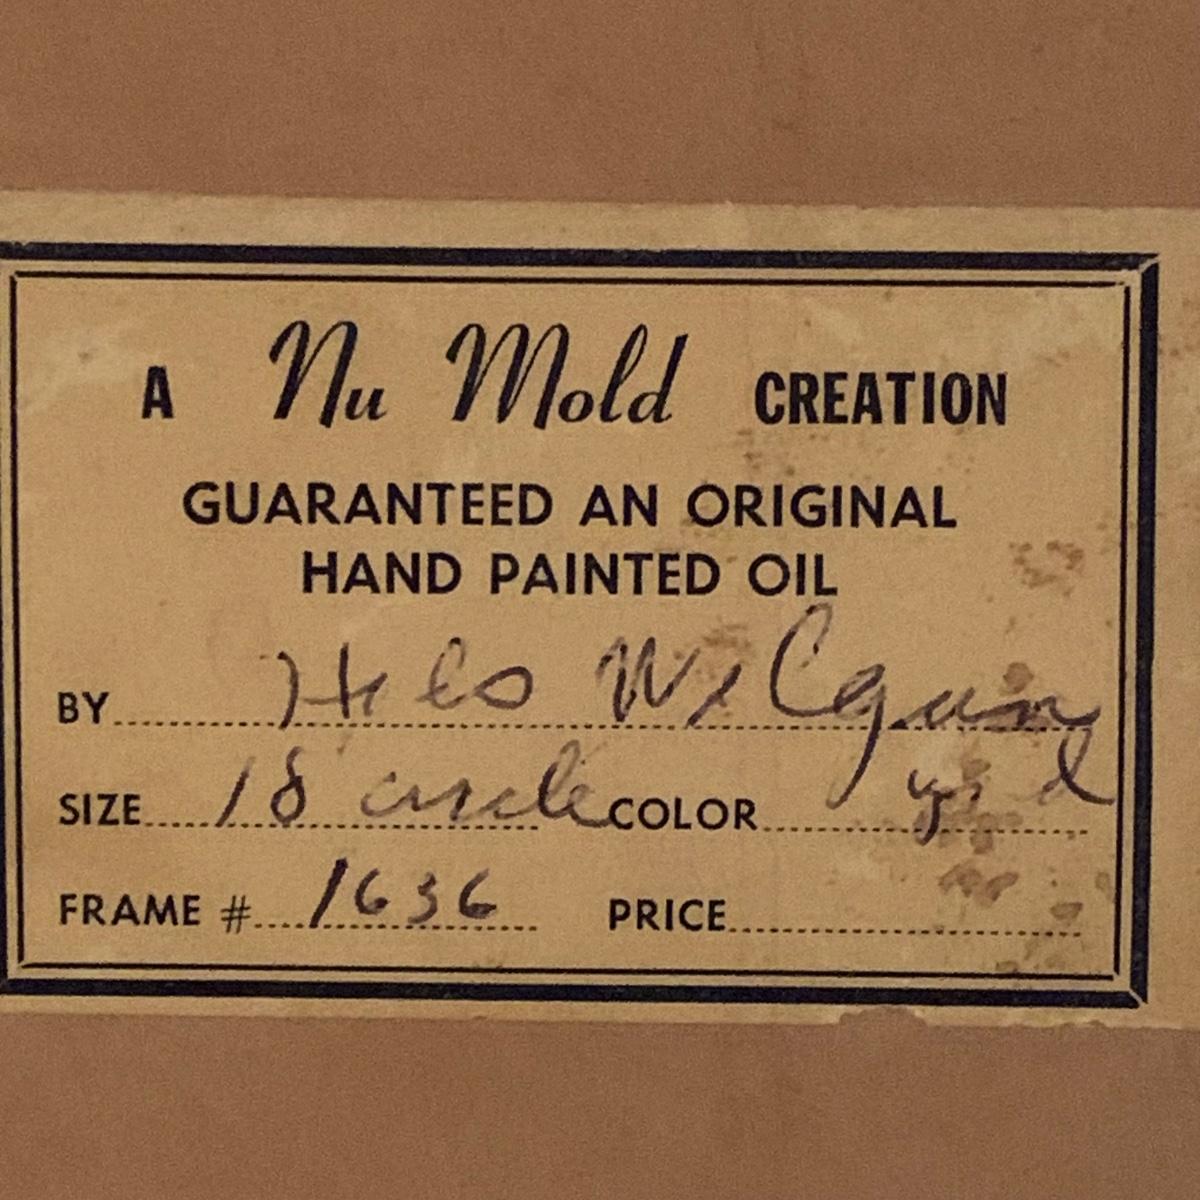 A Nu Mold CREATION
GUARANTEED AN ORIGINAL
HAND PAINTED OIL
BY
SIZE 18 circle COLOR
FRAME # 1636 PRICE